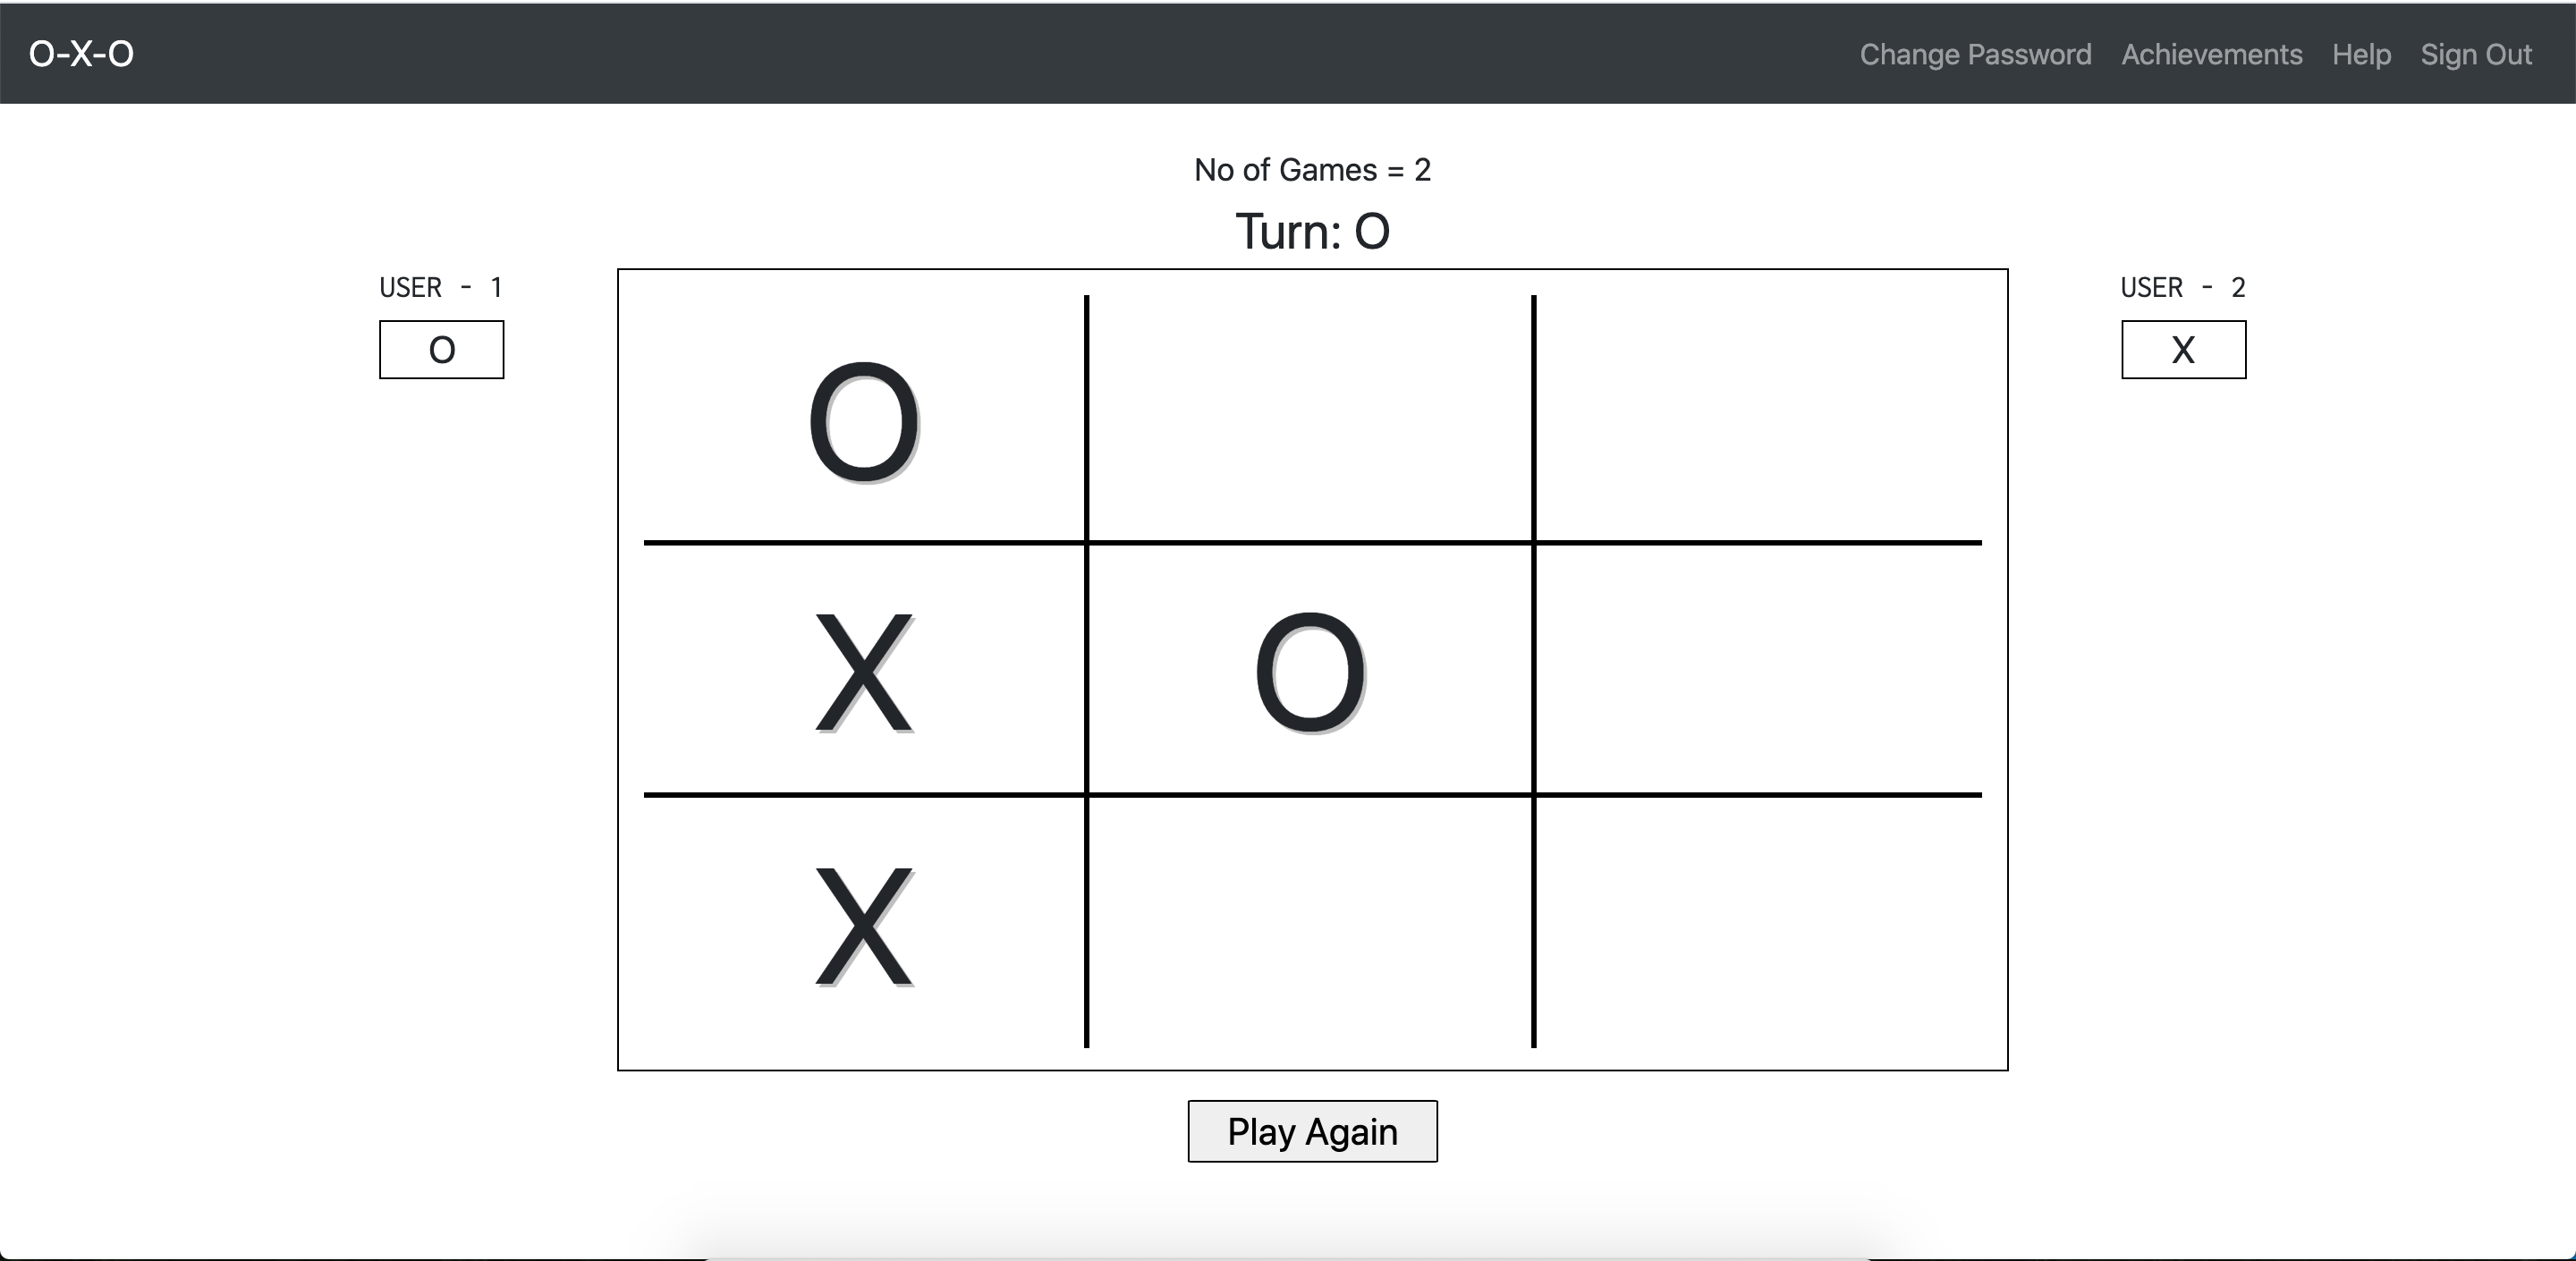 O-X-O
Change Password Achievements Help Sign Out
No of Games = 2
Turn: O
USER - 1
O
USER - 2
X
O
X O
X
Play Again